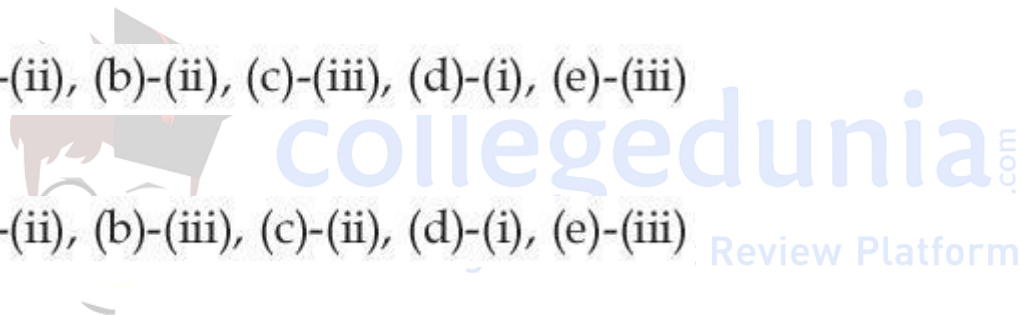 -(ii), (b)-(ii), (c)-(iii), (d)-(i), (e)-(iii)
collegedunia
.com
-(ii), (b)-(iii), (c)-(ii), (d)-(i), (e)-(iii)
Review Platform